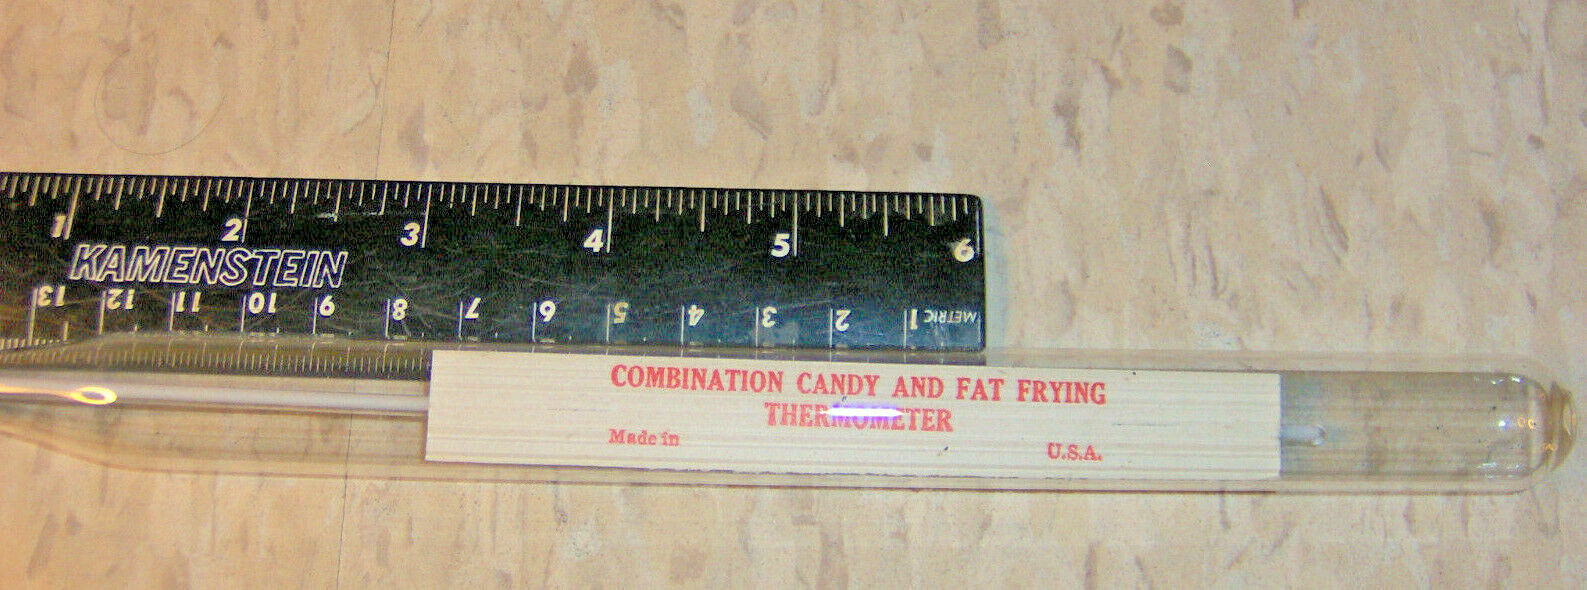 1 2 3 4 5 6
KAMENSTEIN
13 12 11 10 9 8 7 6 5 4 3 2 1 METRIC
COMBINATION CANDY AND FAT FRYING
THERMOMETER
Made in U.S.A.